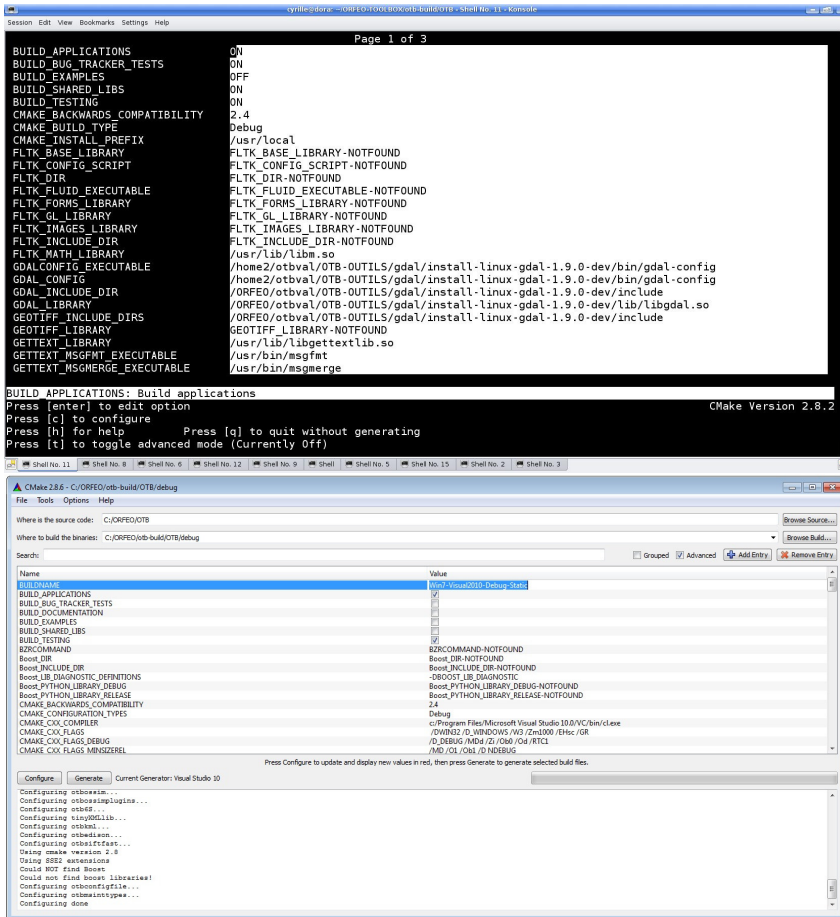 cyrille@dora: ~/ORFEO-TOOLBOX/otb-build/OTB - Shell No. 11 - Konsole
Session Edit View Bookmarks Settings Help
Page 1 of 3
BUILD_APPLICATIONS ON
BUILD_BUG_TRACKER_TESTS ON
BUILD_EXAMPLES OFF
BUILD_SHARED_LIBS ON
BUILD_TESTING ON
CMAKE_BACKWARDS_COMPATIBILITY 2.4
CMAKE_BUILD_TYPE Debug
CMAKE_INSTALL_PREFIX /usr/local
FLTK_BASE_LIBRARY FLTK_BASE_LIBRARY-NOTFOUND
FLTK_CONFIG_SCRIPT FLTK_CONFIG_SCRIPT-NOTFOUND
FLTK_DIR FLTK_DIR-NOTFOUND
FLTK_FLUID_EXECUTABLE FLTK_FLUID_EXECUTABLE-NOTFOUND
FLTK_FORMS_LIBRARY FLTK_FORMS_LIBRARY-NOTFOUND
FLTK_GL_LIBRARY FLTK_GL_LIBRARY-NOTFOUND
FLTK_IMAGES_LIBRARY FLTK_IMAGES_LIBRARY-NOTFOUND
FLTK_INCLUDE_DIR FLTK_INCLUDE_DIR-NOTFOUND
FLTK_MATH_LIBRARY /usr/lib/libm.so
GDALCONFIG_EXECUTABLE /home2/otbval/OTB-OUTILS/gdal/install-linux-gdal-1.9.0-dev/bin/gdal-config
GDAL_CONFIG /home2/otbval/OTB-OUTILS/gdal/install-linux-gdal-1.9.0-dev/bin/gdal-config
GDAL_INCLUDE_DIR /ORFEO/otbval/OTB-OUTILS/gdal/install-linux-gdal-1.9.0-dev/include
GDAL_LIBRARY /ORFEO/otbval/OTB-OUTILS/gdal/install-linux-gdal-1.9.0-dev/lib/libgdal.so
GEOTIFF_INCLUDE_DIRS /ORFEO/otbval/OTB-OUTILS/gdal/install-linux-gdal-1.9.0-dev/include
GEOTIFF_LIBRARY GEOTIFF_LIBRARY-NOTFOUND
GETTEXT_LIBRARY /usr/lib/libgettextlib.so
GETTEXT_MSGFMT_EXECUTABLE /usr/bin/msgfmt
GETTEXT_MSGMERGE_EXECUTABLE /usr/bin/msgmerge
BUILD_APPLICATIONS: Build applications
Press [enter] to edit option CMake Version 2.8.2
Press [c] to configure
Press [h] for help Press [q] to quit without generating
Press [t] to toggle advanced mode (Currently Off)
Shell No. 11 Shell No. 8 Shell No. 6 Shell No. 12 Shell No. 9 Shell Shell No. 5 Shell No. 15 Shell No. 2 Shell No. 3
CMake 2.8.6 - C:/ORFEO/otb-build/OTB/debug
File Tools Options Help
Where is the source code: C:/ORFEO/OTB Browse Source...
Where to build the binaries: C:/ORFEO/otb-build/OTB/debug Browse Build...
Search: Grouped Advanced Add Entry Remove Entry
Name Value
BUILDNAME Win7-Visual2010-Debug-Static
BUILD_APPLICATIONS
BUILD_BUG_TRACKER_TESTS
BUILD_DOCUMENTATION
BUILD_EXAMPLES
BUILD_SHARED_LIBS
BUILD_TESTING
BZRCOMMAND BZRCOMMAND-NOTFOUND
Boost_DIR Boost_DIR-NOTFOUND
Boost_INCLUDE_DIR Boost_INCLUDE_DIR-NOTFOUND
Boost_LIB_DIAGNOSTIC_DEFINITIONS -DBOOST_LIB_DIAGNOSTIC
Boost_PYTHON_LIBRARY_DEBUG Boost_PYTHON_LIBRARY_DEBUG-NOTFOUND
Boost_PYTHON_LIBRARY_RELEASE Boost_PYTHON_LIBRARY_RELEASE-NOTFOUND
CMAKE_BACKWARDS_COMPATIBILITY 2.4
CMAKE_CONFIGURATION_TYPES Debug
CMAKE_CXX_COMPILER c:/Program Files/Microsoft Visual Studio 10.0/VC/bin/cl.exe
CMAKE_CXX_FLAGS /DWIN32 /D_WINDOWS /W3 /Zm1000 /EHsc /GR
CMAKE_CXX_FLAGS_DEBUG /D_DEBUG /MDd /Zi /Ob0 /Od /RTC1
CMAKE_CXX_FLAGS_MINSIZEREL /MD /O1 /Ob1 /D NDEBUG
Press Configure to update and display new values in red, then press Generate to generate selected build files.
Configure Generate Current Generator: Visual Studio 10
Configuring otbossim...
Configuring otbossimplugins...
Configuring otb6S...
Configuring tinyXMLlib...
Configuring otbkml...
Configuring otbedison...
Configuring otbsiftfast...
Using cmake version 2.8
Using SSE2 extensions
Could NOT find Boost
Could not find boost libraries!
Configuring otbconfigfile...
Configuring otbmsinttypes...
Configuring done